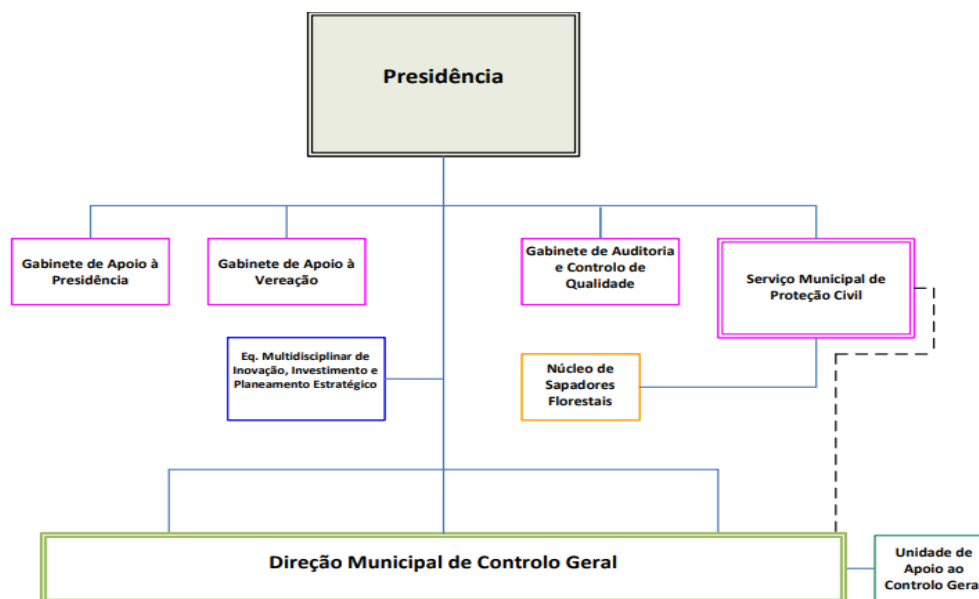 Presidência
Gabinete de Apoio à
Presidência
Gabinete de Apoio à
Vereação
Gabinete de Auditoria
e Controlo de
Qualidade
Serviço Municipal de
Proteção Civil
Eq. Multidisciplinar de
Inovação, Investimento e
Planeamento Estratégico
Núcleo de
Sapadores
Florestais
Direção Municipal de Controlo Geral
Unidade de
Apoio ao
Controlo Geral